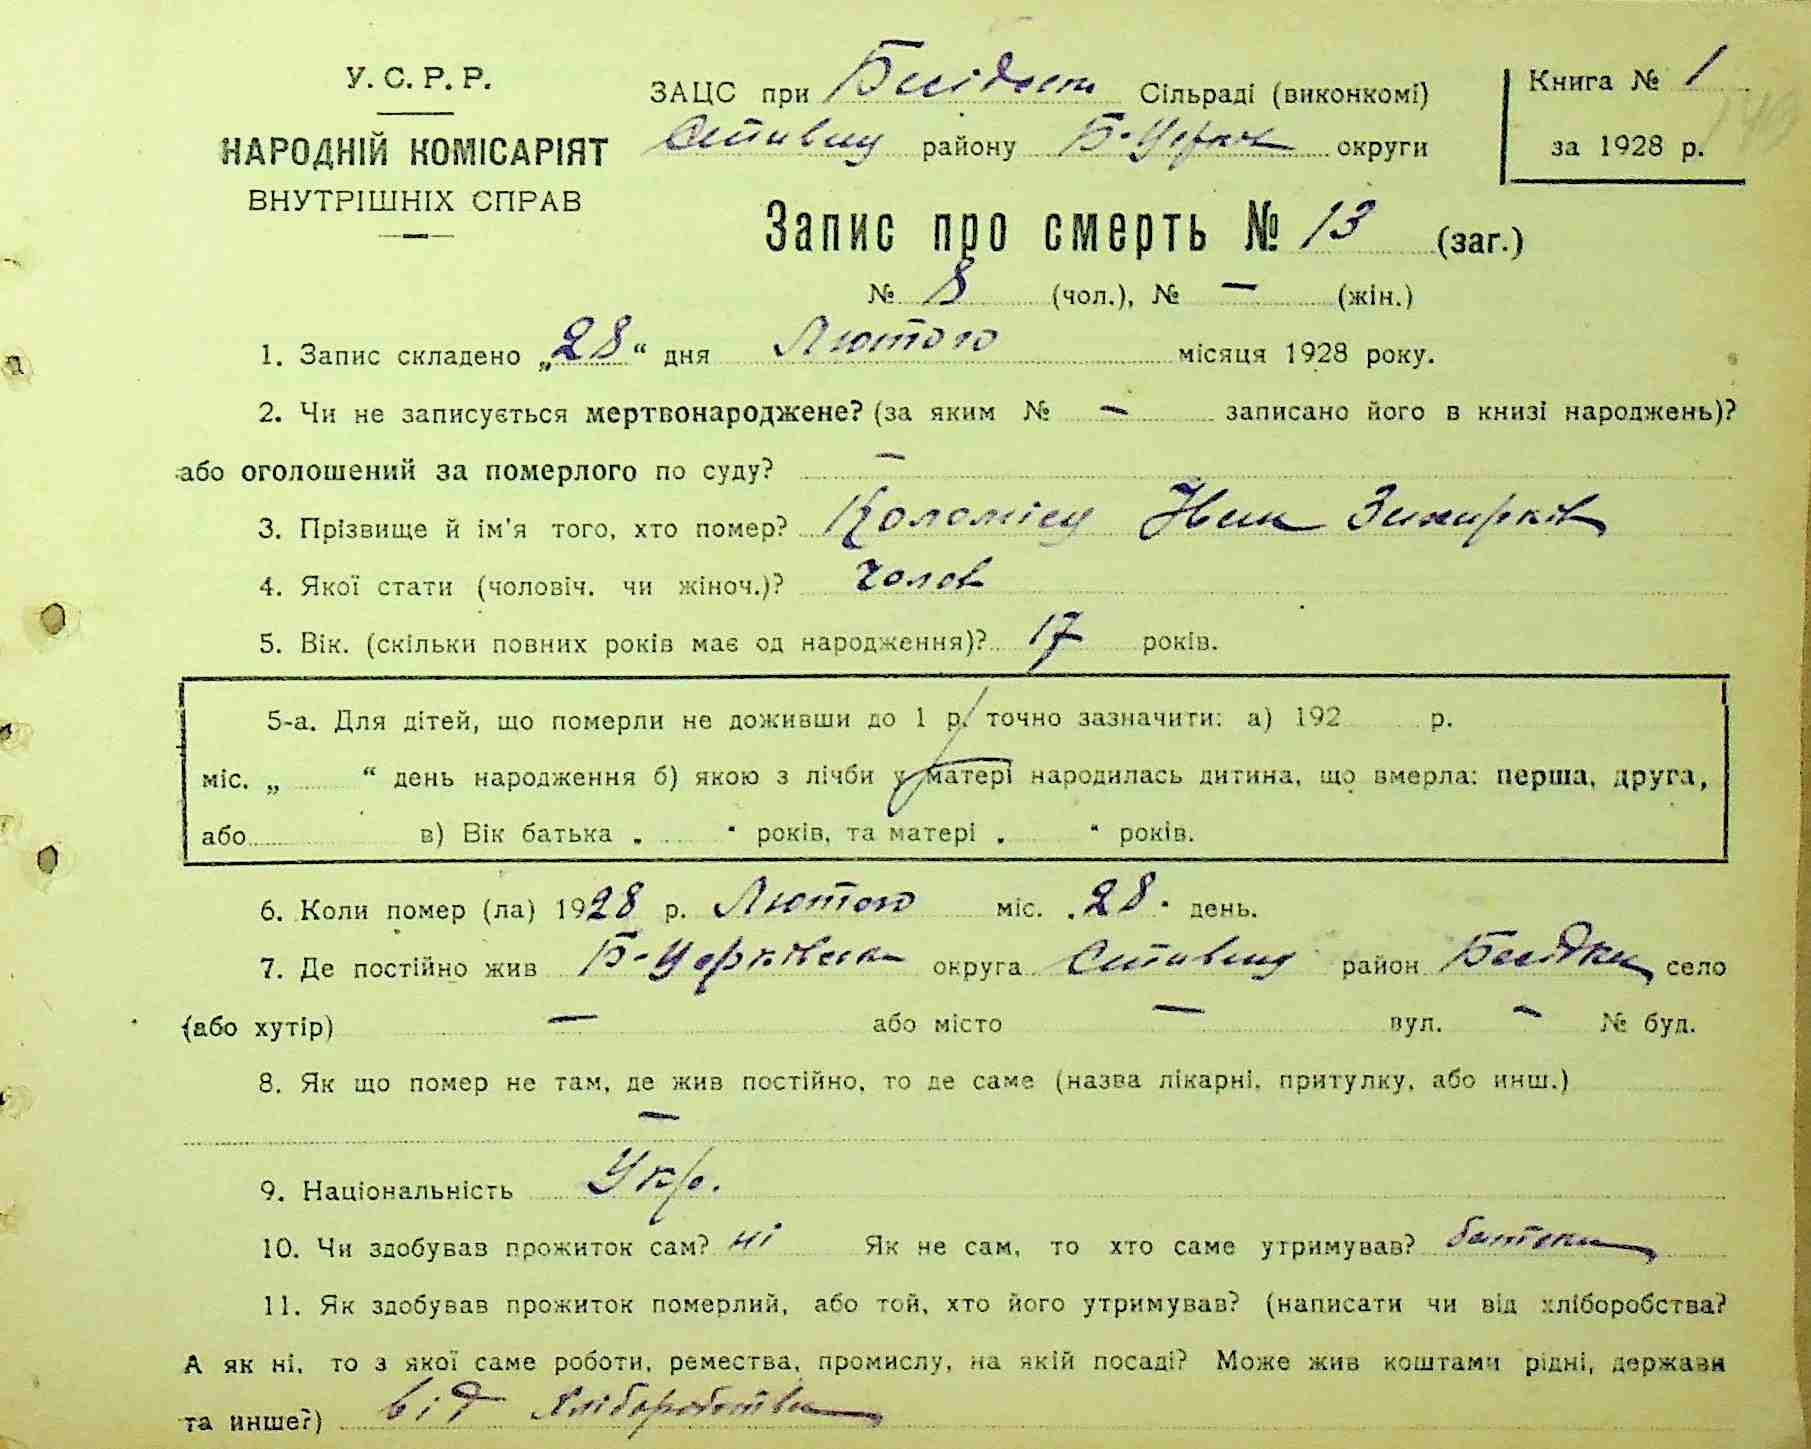 У. С. Р. Р.
НАРОДНІЙ КОМІСАРІЯТ
ВНУТРІШНІХ СПРАВ
ЗАЦС при Бесідськ Сільраді (виконкомі)
району Б-Церків округи
Книга № 1
за 1928 р.
Запис про смерть № 13 (заг.)
№ 8 (чол.), № — (жін.)
1. Запис складено „28“ дня Лютого місяця 1928 року.
2. Чи не записується мертвонароджене? (за яким № — записано його в книзі народжень)?
або оголошений за померлого по суду? —
3. Прізвище й ім'я того, хто помер? Коломієц
4. Якої статі (чоловіч. чи жіноч.)? Чолов
5. Вік. (скільки повних років має од народження)? 17 років.
5-а. Для дітей, що померли не доживши до 1 р. точно зазначити: а) 192 р.
міс. „ “ день народження б) якою з лічби у матері народилась дитина, що вмерла: перша, друга,
або в) Вік батька „ “ років, та матері „ “ років.
6. Коли помер (ла) 1928 р. Лютого міс. „28“ день.
7. Де постійно жив Б-Церківськ округа район Бесідки село
(або хутір) — або місто — вул. — № буд.
8. Як що помер не там, де жив постійно, то де саме (назва лікарні, притулку, або инш.)
—
9. Національність Укр.
10. Чи здобував прожиток сам? ні Як не сам, то хто саме утримував? батьки
11. Як здобував прожиток померлий, або той, хто його утримував? (написати чи від хліборобства?
А як ні, то з якої саме роботи, ремества, промислу, на якій посаді? Може жив коштами рідні, держави
та инше?) від Хліборобства